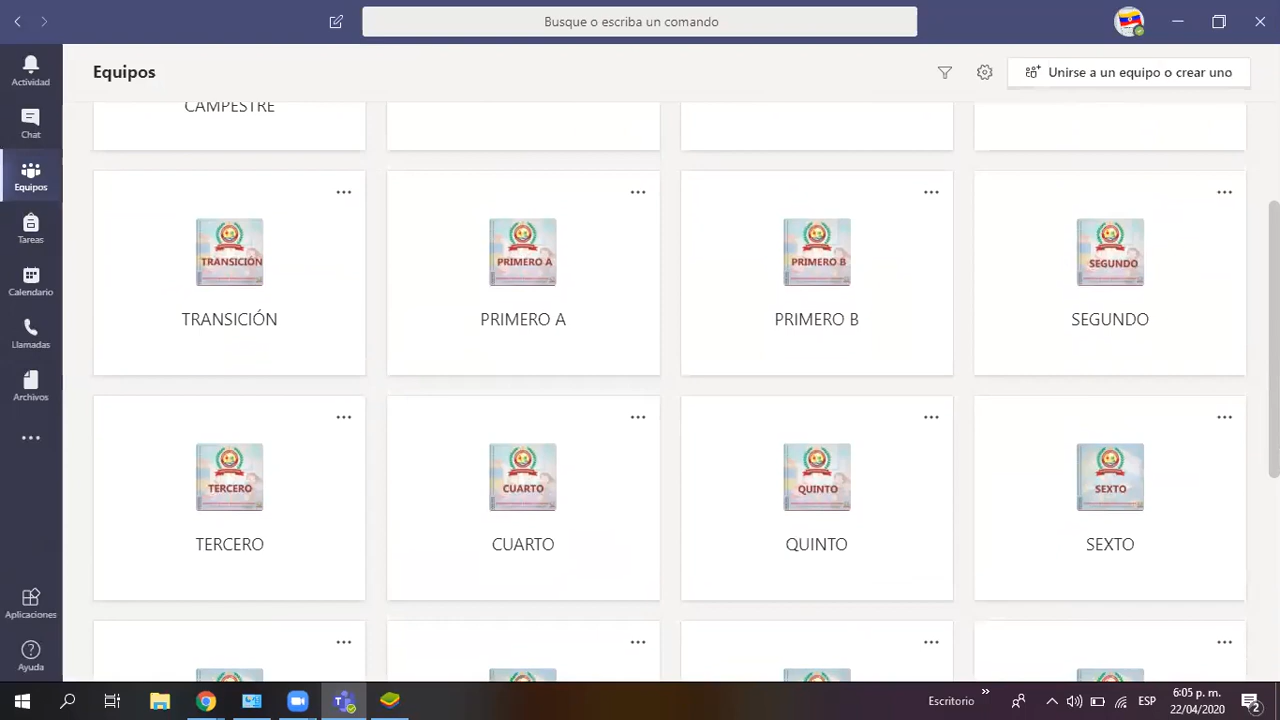 Busque o escriba un comando
Actividad
Chat
Equipos
Tareas
Calendario
Llamadas
Archivos
Aplicaciones
Ayuda
Equipos
Unirse a un equipo o crear uno
CAMPESTRE
TRANSICIÓN
TRANSICIÓN
PRIMERO A
PRIMERO A
PRIMERO B
PRIMERO B
SEGUNDO
SEGUNDO
TERCERO
TERCERO
CUARTO
CUARTO
QUINTO
QUINTO
SEXTO
SEXTO
Escritorio
ESP
6:05 p. m.
22/04/2020
2